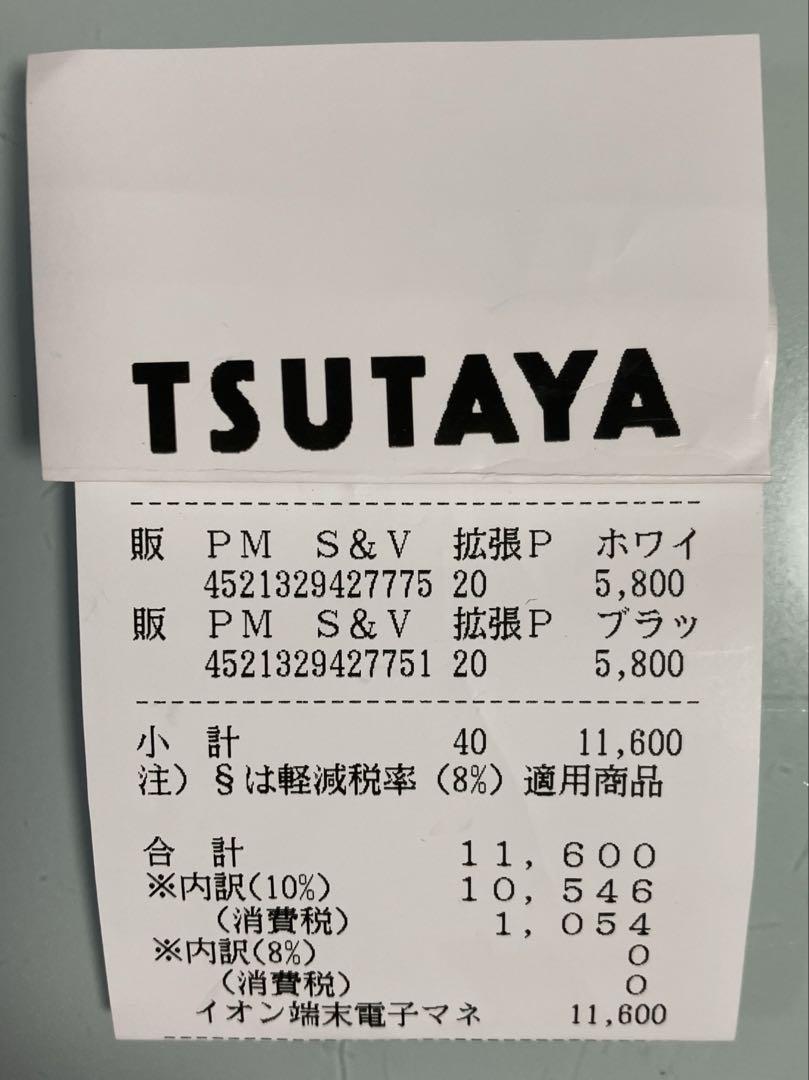 TSUTAYA
販 PM S&V 拡張P ホワイ
4521329427775 20 5,800
販 PM S&V 拡張P ブラッ
4521329427751 20 5,800
小 計 40 11,600
注) §は軽減税率(8%)適用商品
合 計 11,600
※内訳(10%) 10,546
(消費税) 1,054
※内訳(8%) 0
(消費税) 0
イオン端末電子マネ 11,600